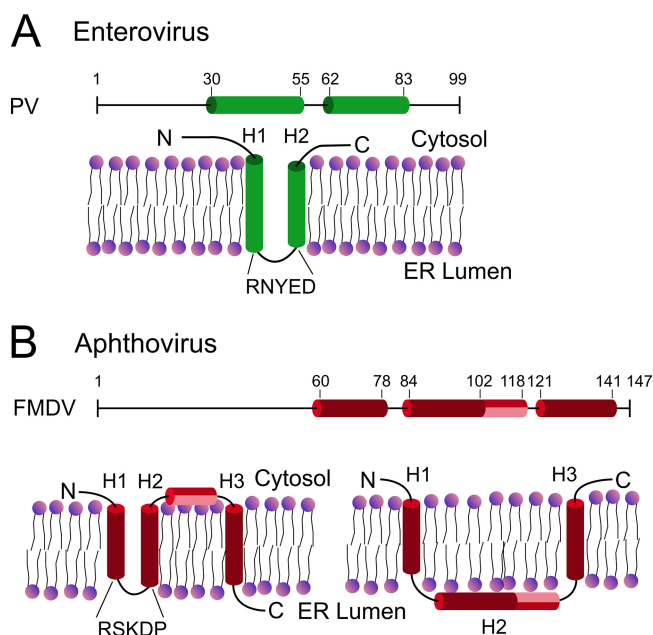 A Enterovirus
1 30 55 62 83 99
PV
N H1 H2 C Cytosol
ER Lumen
RNYED
B Aphthovirus
1 60 78 84 102 118 121 141 147
FMDV
N H1 H2 H3 Cytosol
C ER Lumen
RSKDP
N H1 H3 C
H2